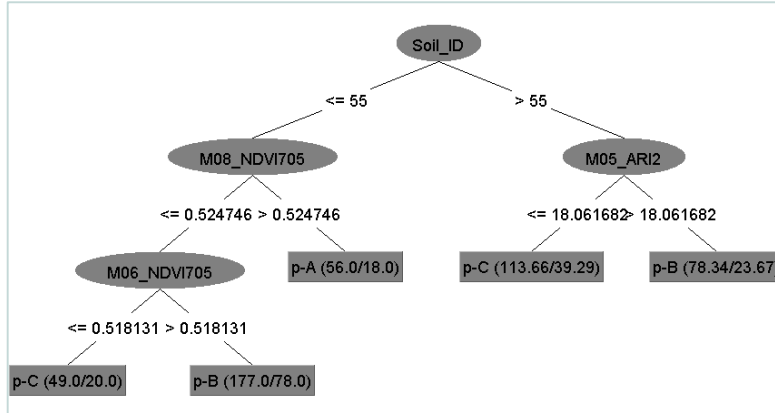 Soil_ID
<= 55
> 55
M08_NDVI705
M05_ARI2
<= 0.524746
> 0.524746
<= 18.061682
> 18.061682
M06_NDVI705
p-A (56.0/18.0)
p-C (113.66/39.29)
p-B (78.34/23.67)
<= 0.518131
> 0.518131
p-C (49.0/20.0)
p-B (177.0/78.0)